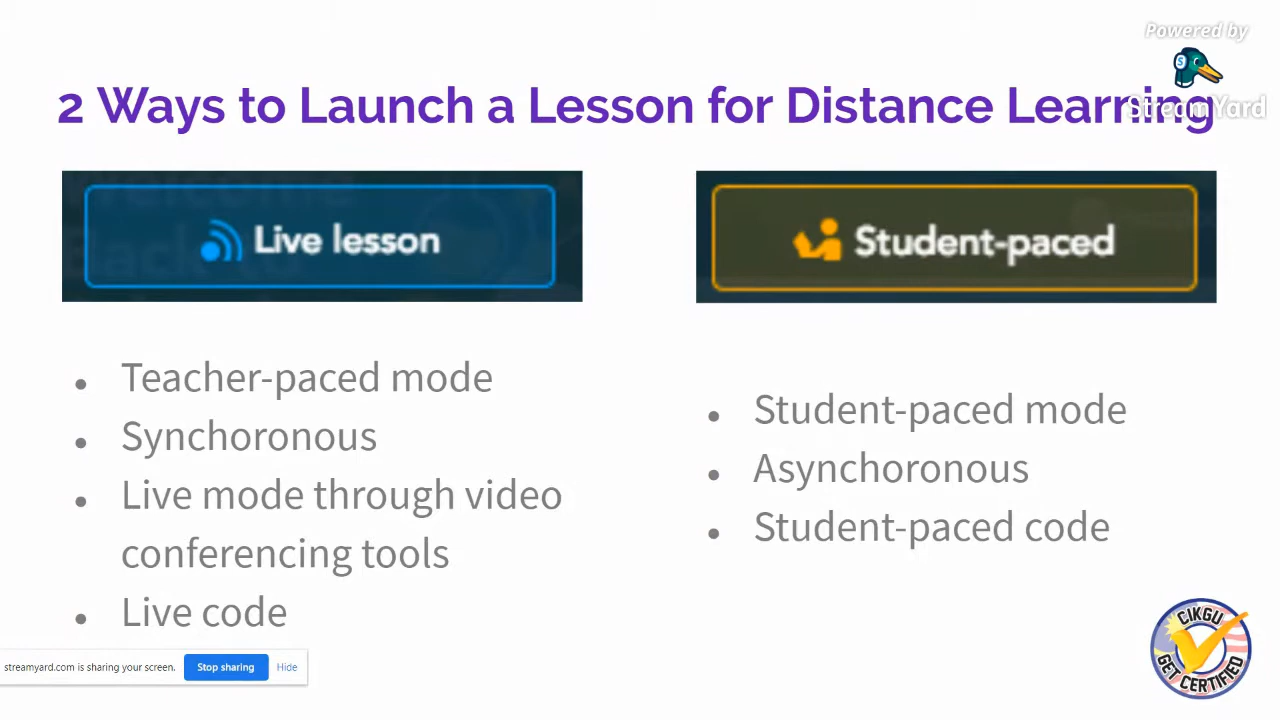 Powered by
StreamYard
2 Ways to Launch a Lesson for Distance Learning
Live lesson
Student-paced
Teacher-paced mode
Synchoronous
Live mode through video
conferencing tools
Live code
Student-paced mode
Asynchoronous
Student-paced code
streamyard.com is sharing your screen.
Stop sharing
Hide
CIKGU
GET CERTIFIED